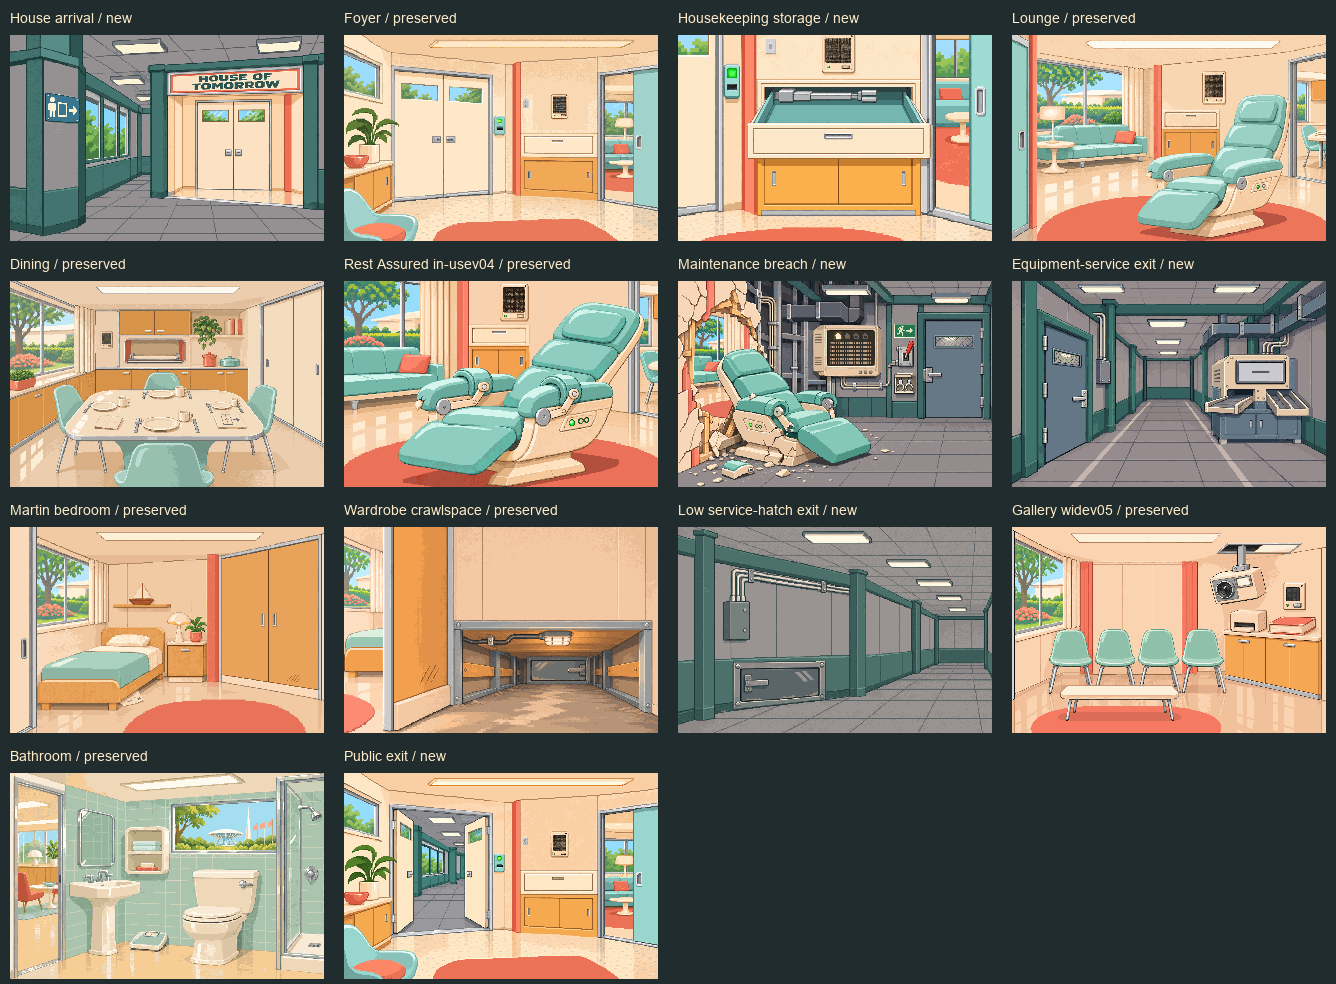 House arrival / new
Foyer / preserved
Housekeeping storage / new
Lounge / preserved
HOUSE OF
TOMORROW
Dining / preserved
Rest Assured in-usev04 / preserved
Maintenance breach / new
Equipment-service exit / new
Martin bedroom / preserved
Wardrobe crawlspace / preserved
Low service-hatch exit / new
Gallery widev05 / preserved
Bathroom / preserved
Public exit / new